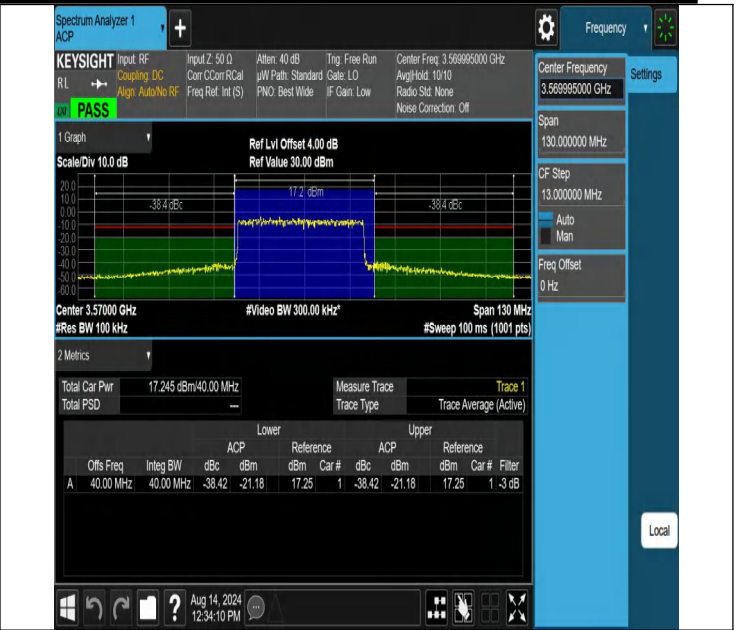 Spectrum Analyzer 1
ACP
+
Frequency
KEYSIGHT Input: RF Input Z: 50 Ω Atten: 40 dB Trig: Free Run Center Freq: 3.569995000 GHz
RL Coupling: DC Corr CCorr RCal µW Path: Standard Gate: LO Avg|Hold: 10/10
Align: Auto/No RF Freq Ref: Int (S) PNO: Best Wide IF Gain: Low Radio Std: None
PASS Noise Correction: Off
Center Frequency
3.569995000 GHz
Settings
Span
130.000000 MHz
CF Step
13.000000 MHz
Auto
Man
Freq Offset
0 Hz
1 Graph
Ref Lvl Offset 4.00 dB
Scale/Div 10.0 dB Ref Value 30.00 dBm
20.0
10.0
0.00
-10.0
-20.0
-30.0
-40.0
-50.0
-60.0
-38.4 dBc 17.2 dBm -38.4 dBc
Center 3.57000 GHz #Video BW 300.00 kHz* Span 130 MHz
#Res BW 100 kHz #Sweep 100 ms (1001 pts)
2 Metrics
Total Car Pwr 17.245 dBm/40.00 MHz Measure Trace Trace 1
Total PSD --- Trace Type Trace Average (Active)
Lower Upper
ACP Reference ACP Reference
Offs Freq Integ BW dBc dBm dBm Car # dBc dBm dBm Car # Filter
A 40.00 MHz 40.00 MHz -38.42 -21.18 17.25 1 -38.42 -21.18 17.25 1 -3 dB
Local
? Aug 14, 2024
12:34:10 PM